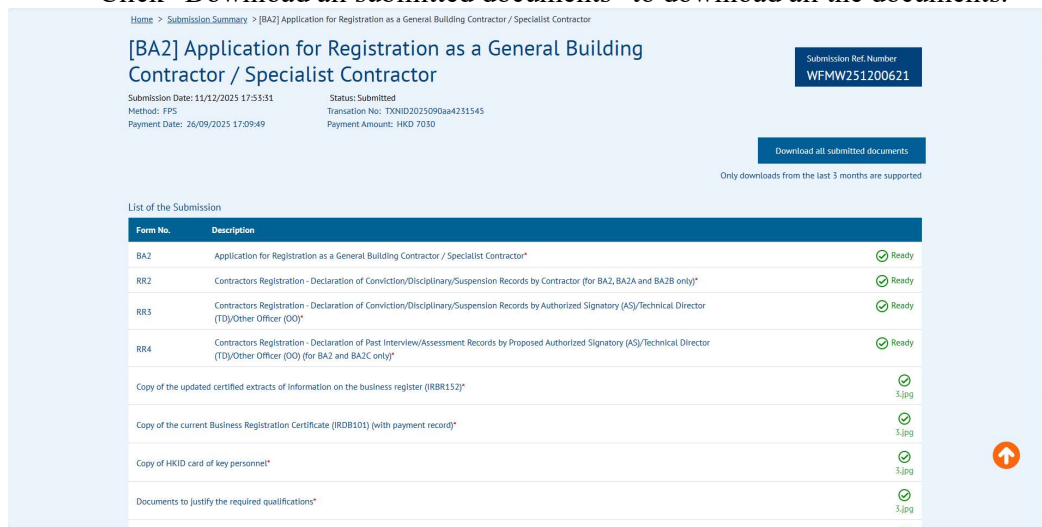 Click "Download all submitted documents" to download all the documents.
Home > Submission Summary > [BA2] Application for Registration as a General Building Contractor / Specialist Contractor
[BA2] Application for Registration as a General Building
Contractor / Specialist Contractor
Submission Ref. Number
WFMW251200621
Submission Date: 11/12/2025 17:53:31 Status: Submitted
Method: FPS Transation No: TXNID2025090aa4231545
Payment Date: 26/09/2025 17:09:49 Payment Amount: HKD 7030
Download all submitted documents
Only downloads from the last 3 months are supported
List of the Submission
Form No. Description
BA2 Application for Registration as a General Building Contractor / Specialist Contractor* Ready
RR2 Contractors Registration - Declaration of Conviction/Disciplinary/Suspension Records by Contractor (for BA2, BA2A and BA2B only)* Ready
RR3 Contractors Registration - Declaration of Conviction/Disciplinary/Suspension Records by Authorized Signatory (AS)/Technical Director Ready
(TD)/Other Officer (OO)*
RR4 Contractors Registration - Declaration of Past Interview/Assessment Records by Proposed Authorized Signatory (AS)/Technical Director Ready
(TD)/Other Officer (OO) (for BA2 and BA2C only)*
Copy of the updated certified extracts of information on the business register (IRBR152)*
3.jpg
Copy of the current Business Registration Certificate (IRDB101) (with payment record)*
3.jpg
Copy of HKID card of key personnel*
3.jpg
Documents to justify the required qualifications*
3.jpg